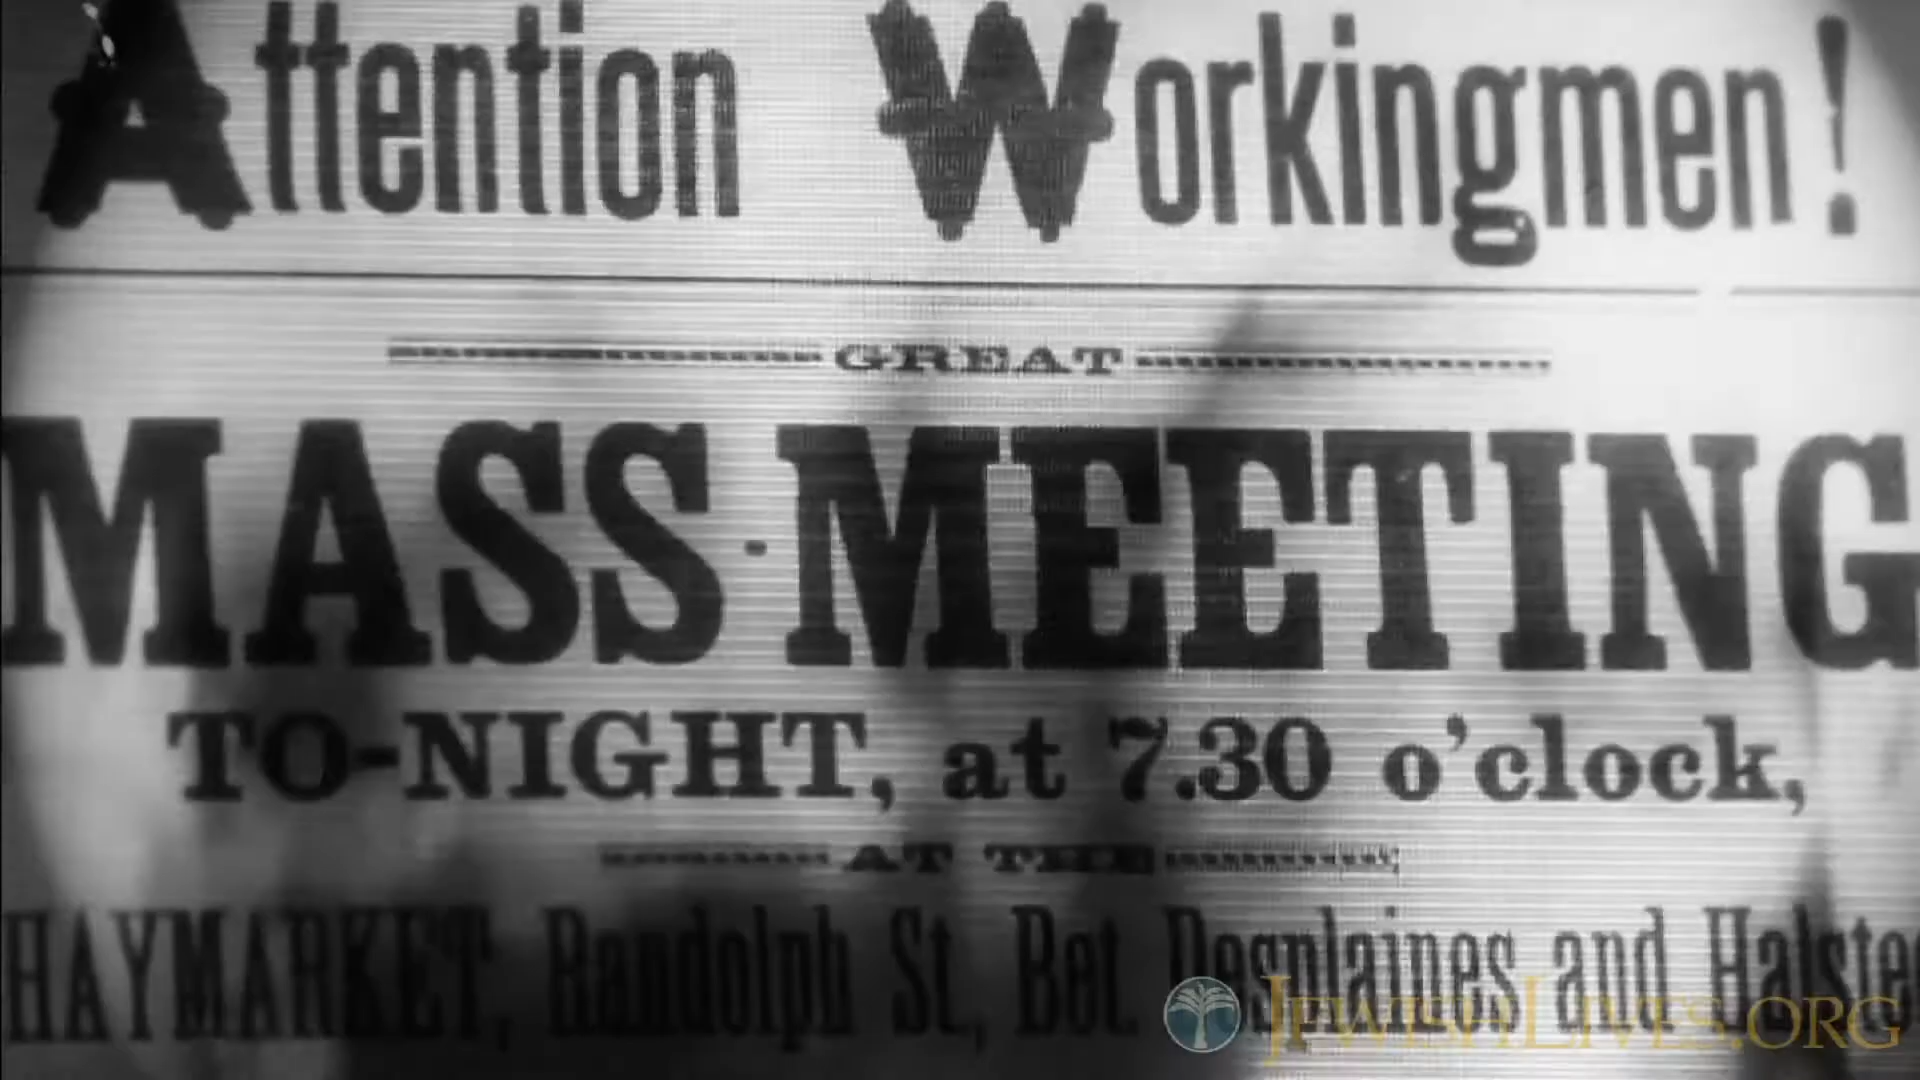 Attention Workingmen!
GREAT
MASS-MEETING
TO-NIGHT, at 7.30 o'clock,
AT THE
HAYMARKET, Randolph St., Bet. Desplaines and Halsted
JEWISHLIVES.ORG